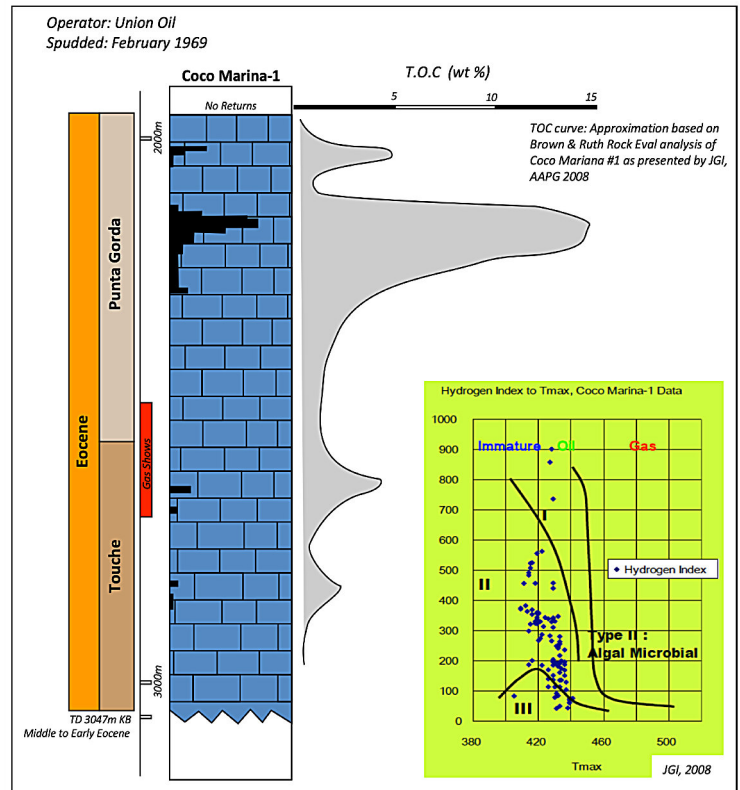 Operator: Union Oil
Spudded: February 1969
Coco Marina-1
T.O.C (wt %)
No Returns
5
10
15
TOC curve: Approximation based on
Brown & Ruth Rock Eval analysis of
Coco Mariana #1 as presented by JGI,
AAPG 2008
2000m
Eocene
Punta Gorda
Touche
Gas Shows
3000m
TD 3047m KB
Middle to Early Eocene
Hydrogen Index to Tmax, Coco Marina-1 Data
1000
900
800
700
600
500
400
300
200
100
0
Immature
Oil
Gas
I
II
III
Hydrogen Index
Type II :
Algal Microbial
380
420
460
500
Tmax
JGI, 2008